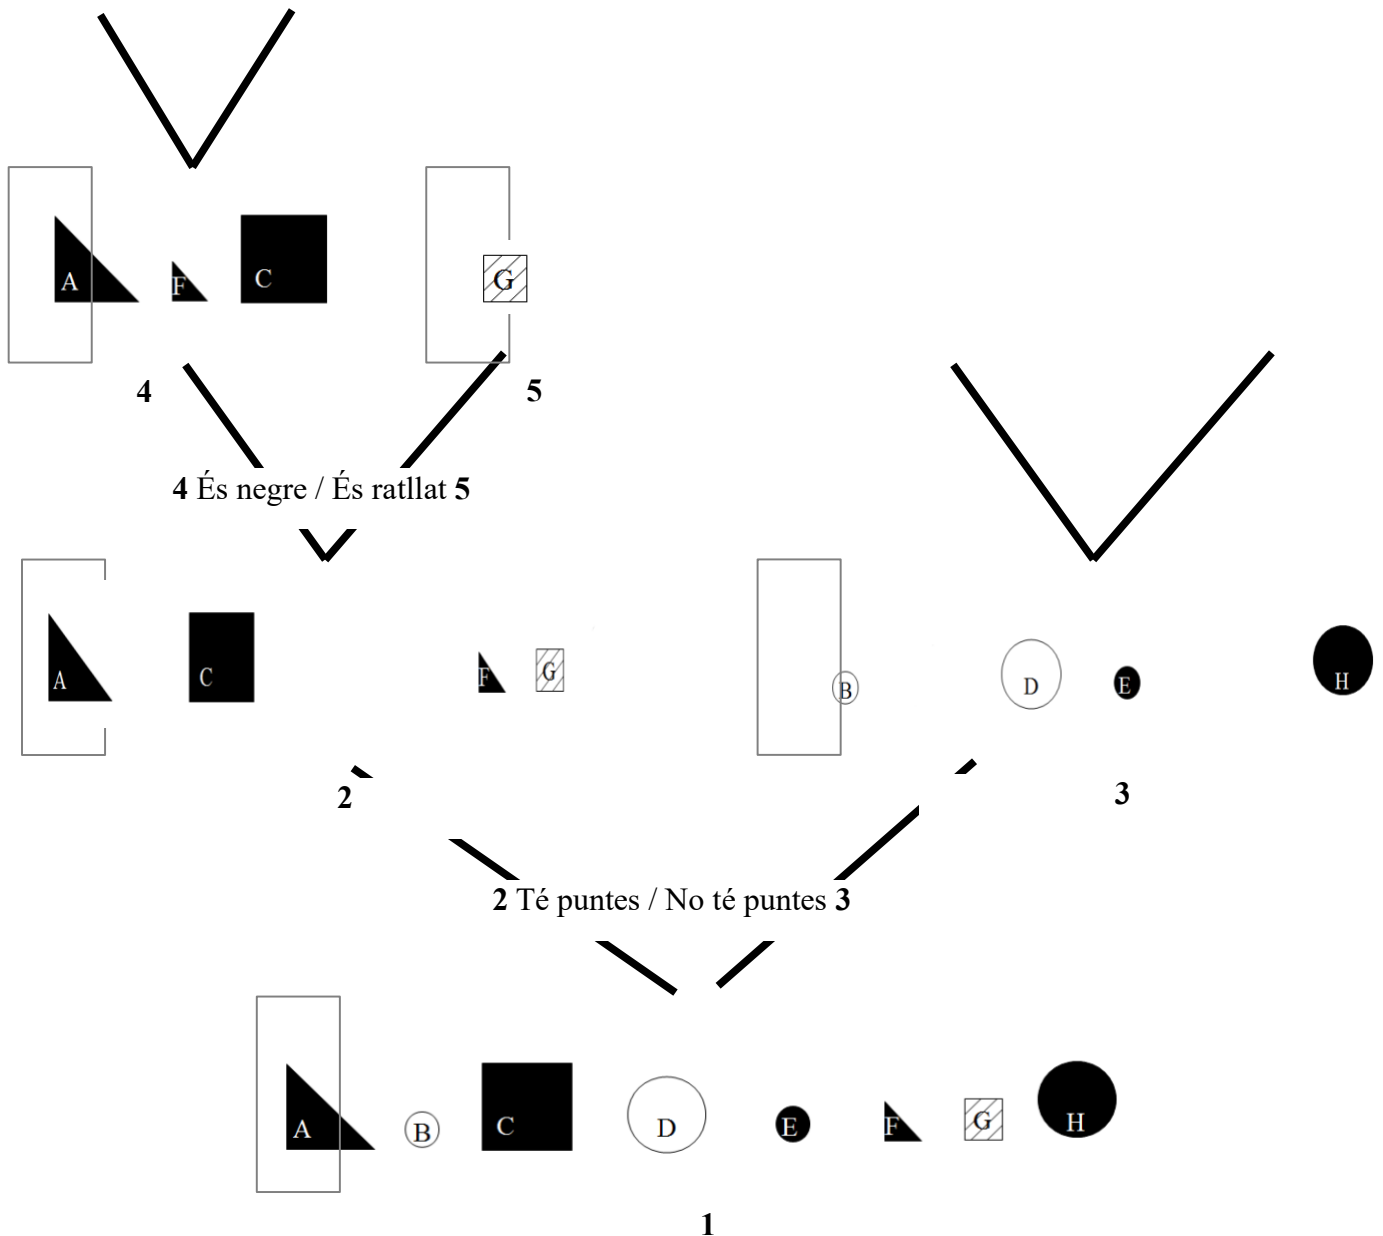 A F C G
4 5
4 És negre / És ratllat 5
A C F G B D E H
2 3
2 Té puntes / No té puntes 3
A B C D E F G H
1